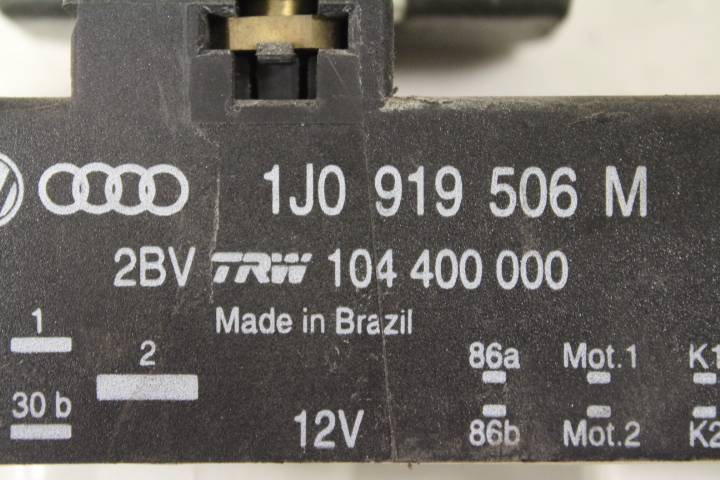 1J0 919 506 M
2BV TRW 104 400 000
Made in Brazil
1
2
86a Mot.1 K1
30 b
12V
86b Mot.2 K2